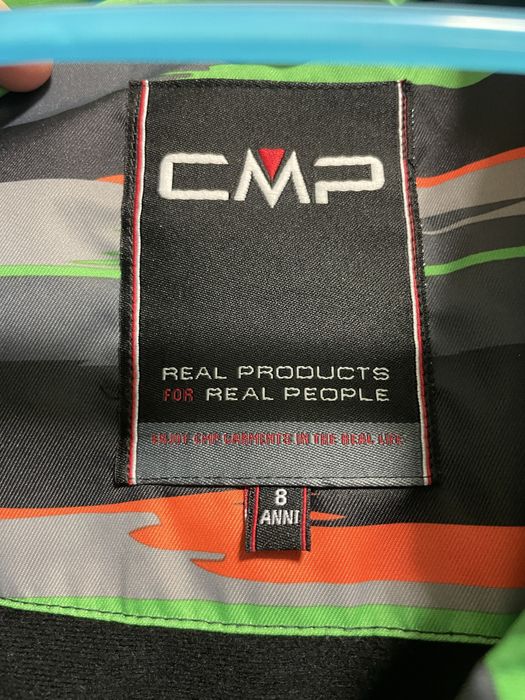 CMP
REAL PRODUCTS
FOR REAL PEOPLE
ENJOY CMP GARMENTS IN THE REAL LIFE
8
ANNI